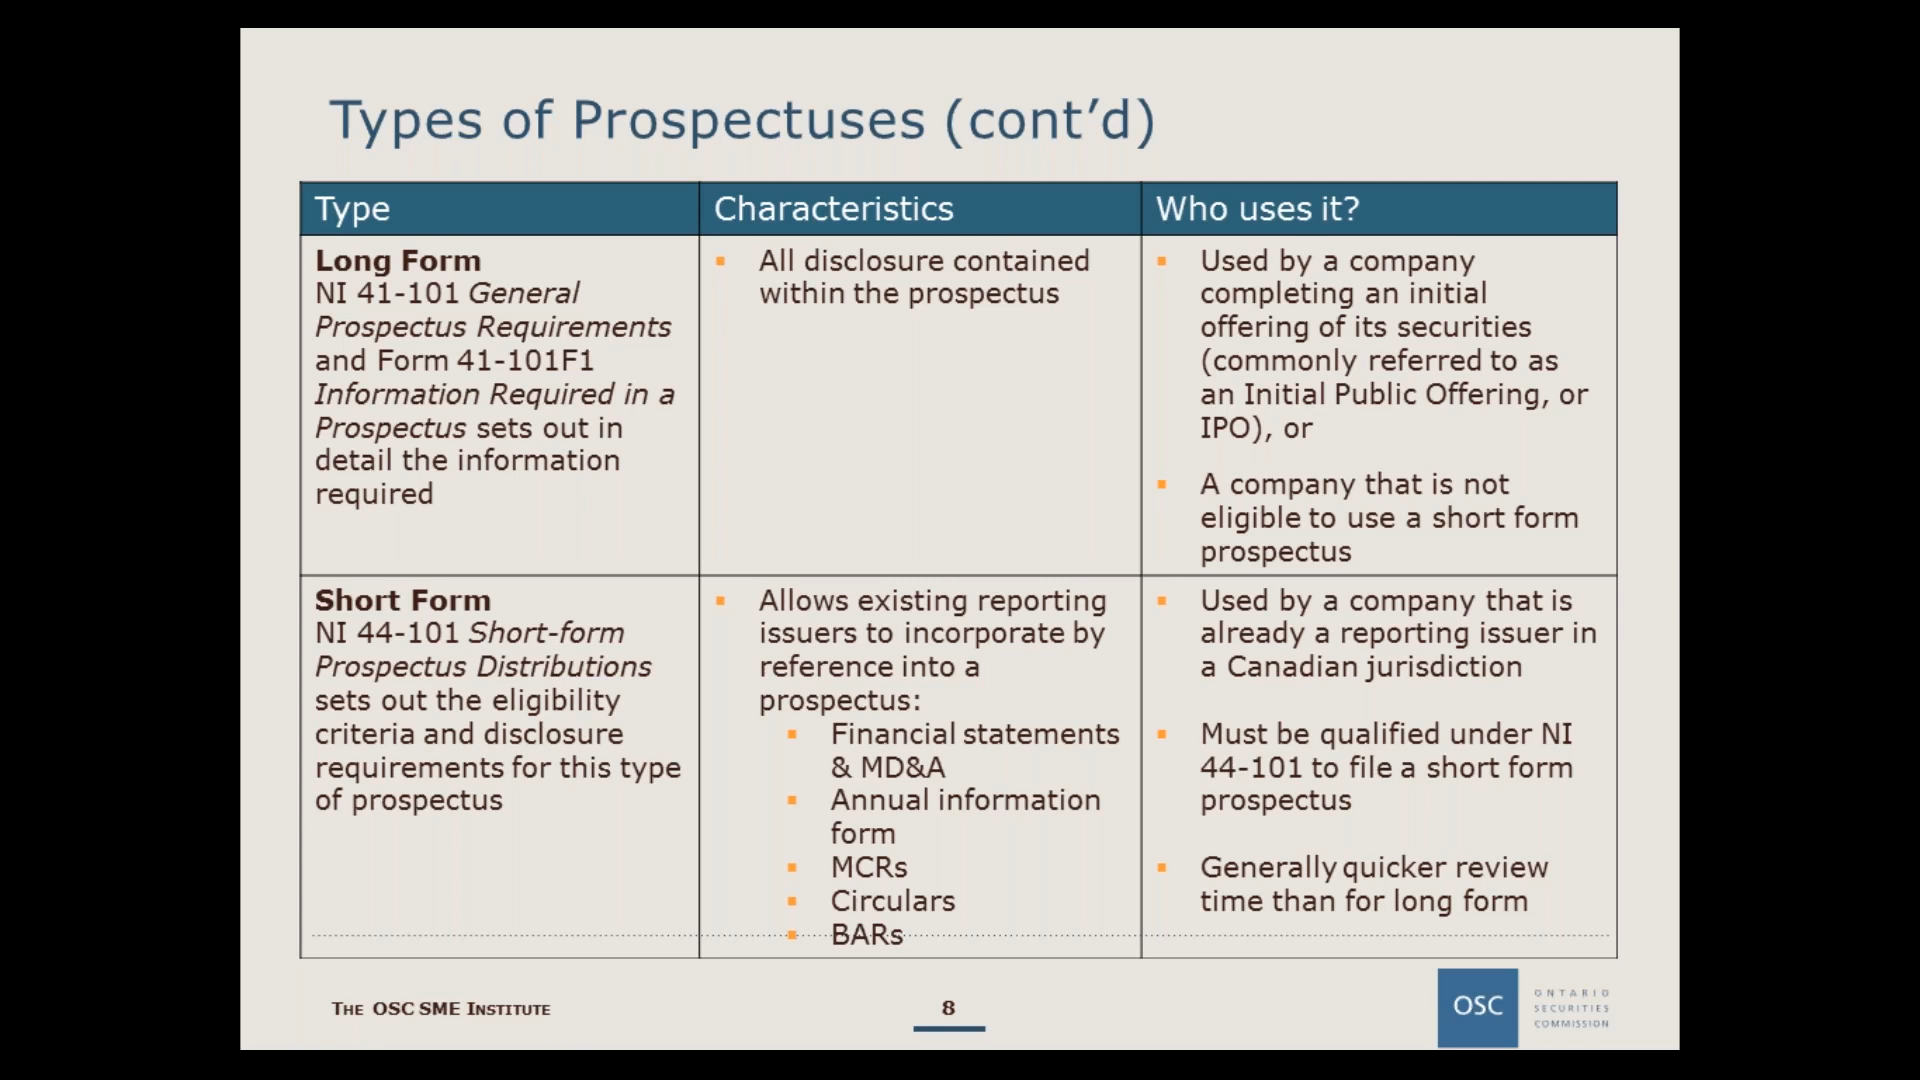 Types of Prospectuses (cont’d)
Type
Characteristics
Who uses it?
Long Form
NI 41-101 General
Prospectus Requirements
and Form 41-101F1
Information Required in a
Prospectus sets out in
detail the information
required
All disclosure contained
within the prospectus
Used by a company
completing an initial
offering of its securities
(commonly referred to as
an Initial Public Offering, or
IPO), or
A company that is not
eligible to use a short form
prospectus
Short Form
NI 44-101 Short-form
Prospectus Distributions
sets out the eligibility
criteria and disclosure
requirements for this type
of prospectus
Allows existing reporting
issuers to incorporate by
reference into a
prospectus:
Financial statements
& MD&A
Annual information
form
MCRs
Circulars
BARs
Used by a company that is
already a reporting issuer in
a Canadian jurisdiction
Must be qualified under NI
44-101 to file a short form
prospectus
Generally quicker review
time than for long form
THE OSC SME INSTITUTE
8
OSC
ONTARIO
SECURITIES
COMMISSION